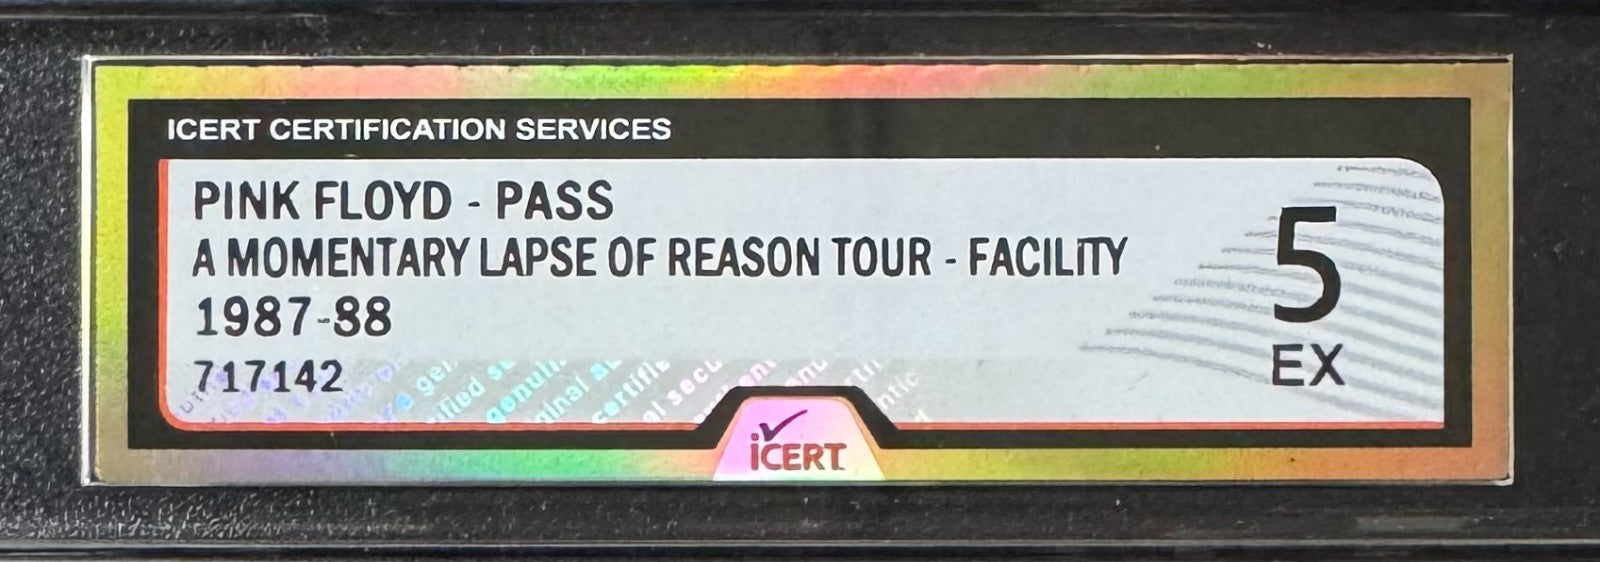 ICERT CERTIFICATION SERVICES
PINK FLOYD - PASS
A MOMENTARY LAPSE OF REASON TOUR - FACILITY
1987-88
717142
5
EX
iCERT